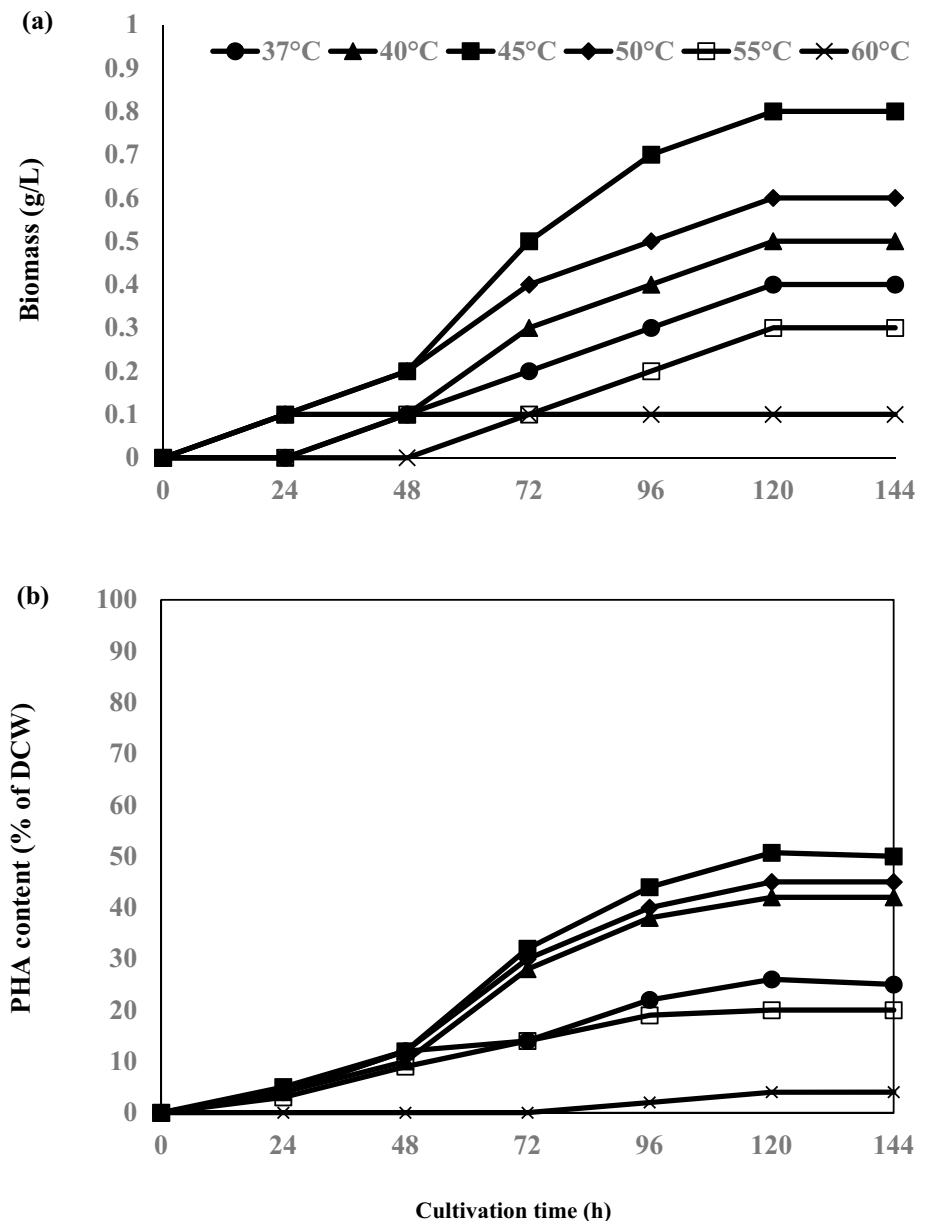 (a)
1
37°C 40°C 45°C 50°C 55°C 60°C
0.9
0.8
0.7
0.6
0.5
0.4
0.3
0.2
0.1
0
Biomass (g/L)
0 24 48 72 96 120 144
(b)
100
90
80
70
60
50
40
30
20
10
0
PHA content (% of DCW)
0 24 48 72 96 120 144
Cultivation time (h)